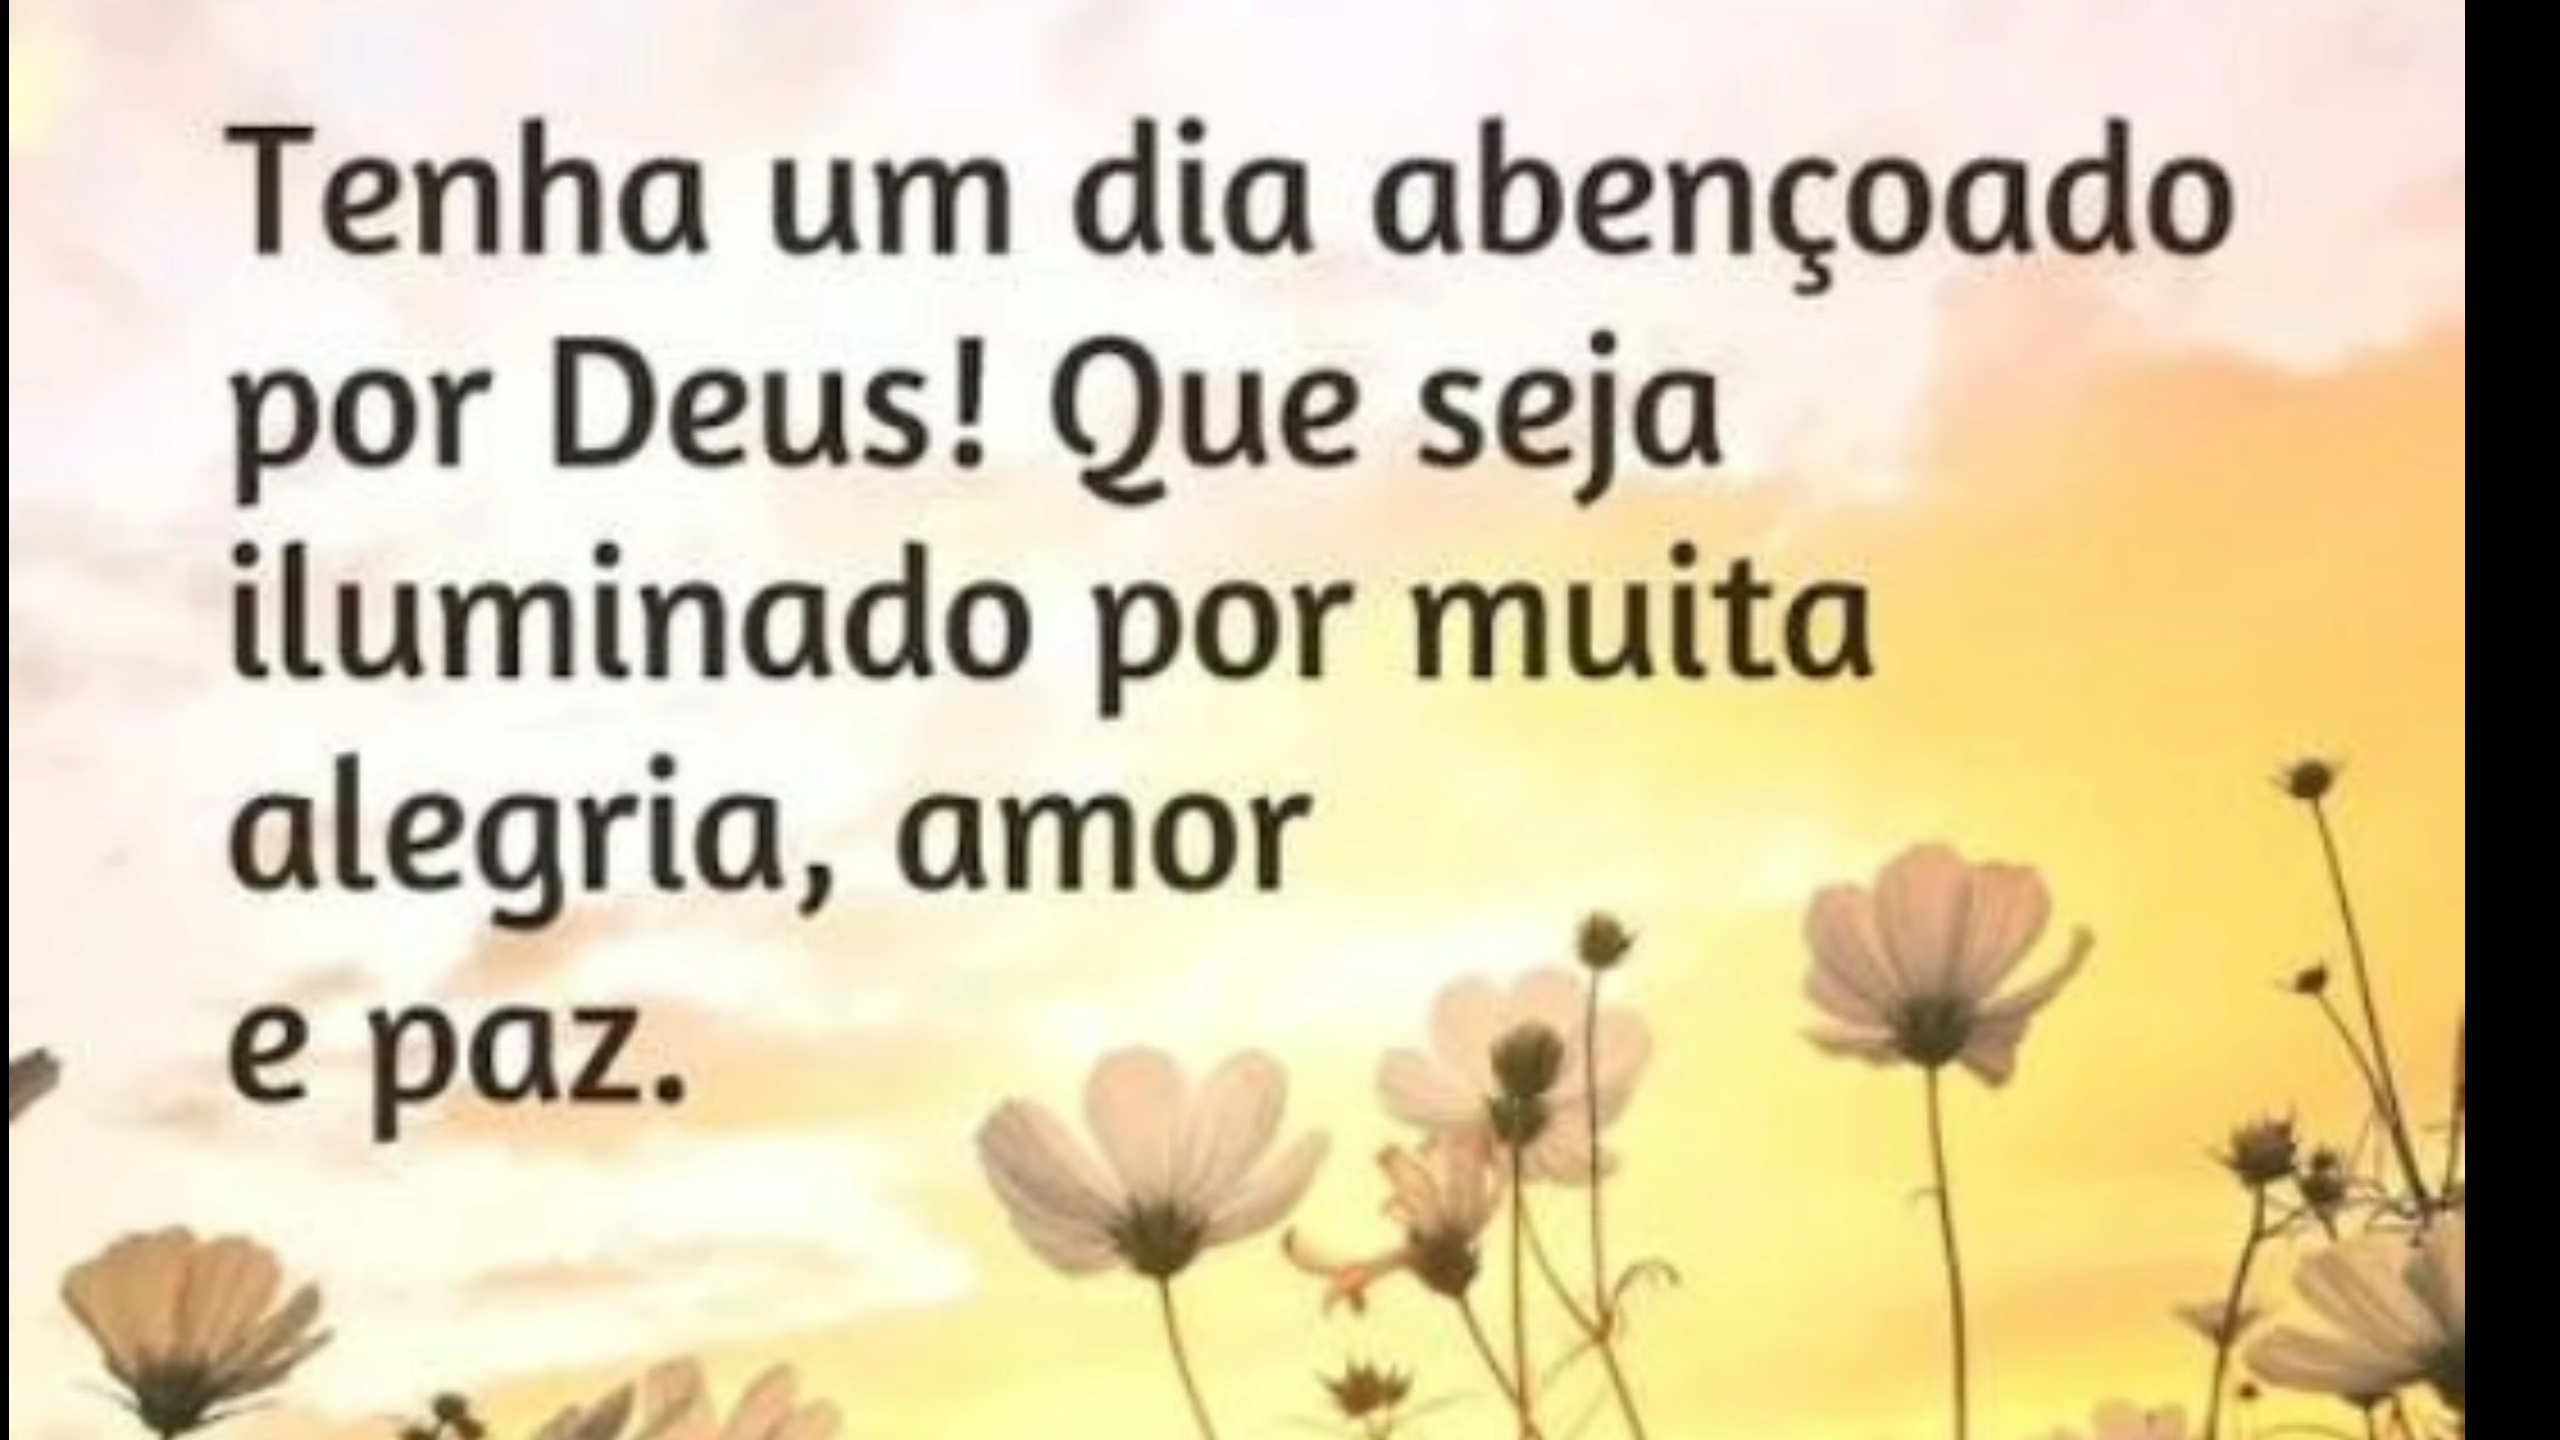 Tenha um dia abençoado
por Deus! Que seja
iluminado por muita
alegria, amor
e paz.